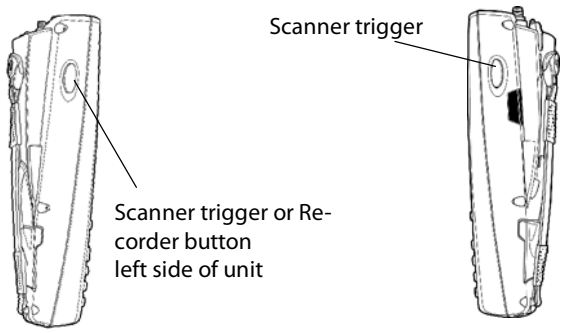 Scanner trigger
Scanner trigger or Re-
corder button
left side of unit